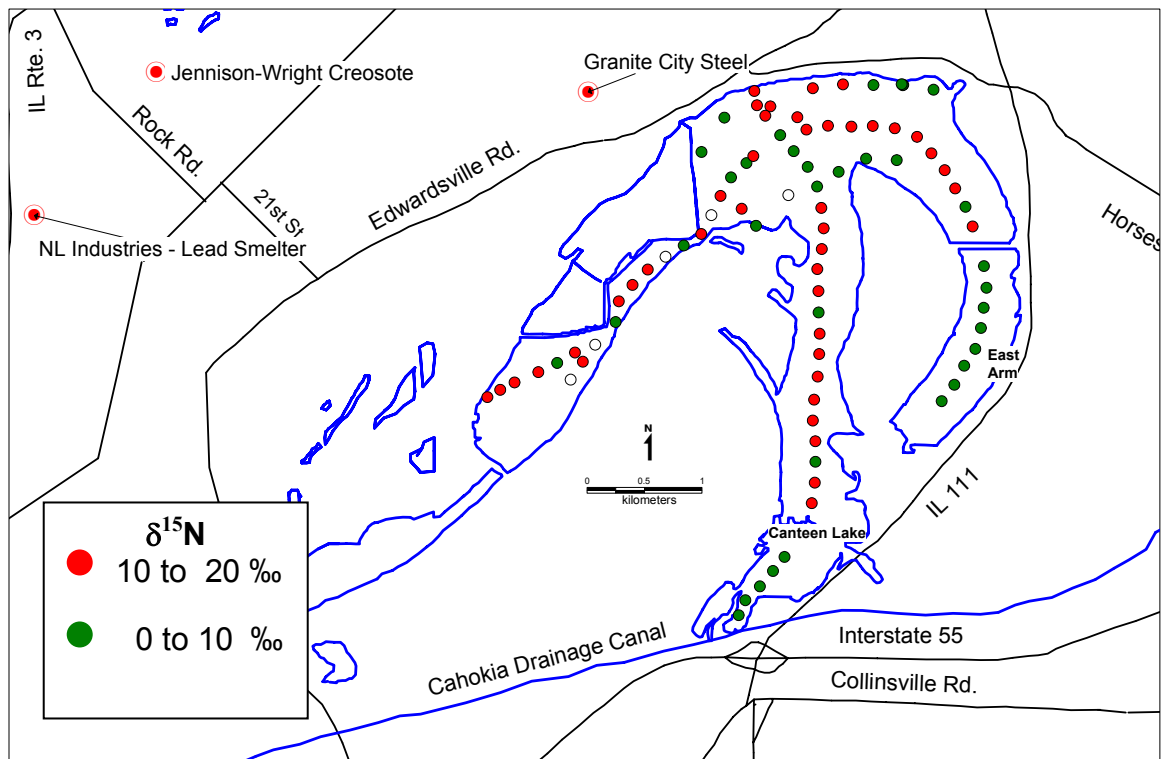 IL Rte. 3
Jennison-Wright Creosote
Granite City Steel
Rock Rd.
21st St
Edwardsville Rd.
Horses
NL Industries - Lead Smelter
East
Arm
N
0 0.5 1
kilometers
IL 111
Canteen Lake
δ15N
10 to 20 ‰
0 to 10 ‰
Cahokia Drainage Canal
Interstate 55
Collinsville Rd.